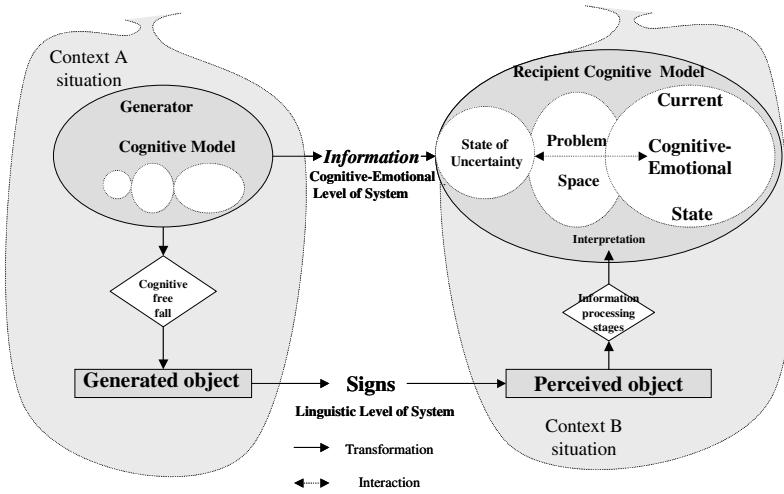 Context A
situation
Generator
Cognitive Model
Cognitive
free
fall
Generated object
Information
Cognitive-Emotional
Level of System
Signs
Linguistic Level of System
Transformation
Interaction
Recipient Cognitive Model
State of
Uncertainty
Problem
Space
Current
Cognitive-
Emotional
State
Interpretation
Information
processing
stages
Perceived object
Context B
situation